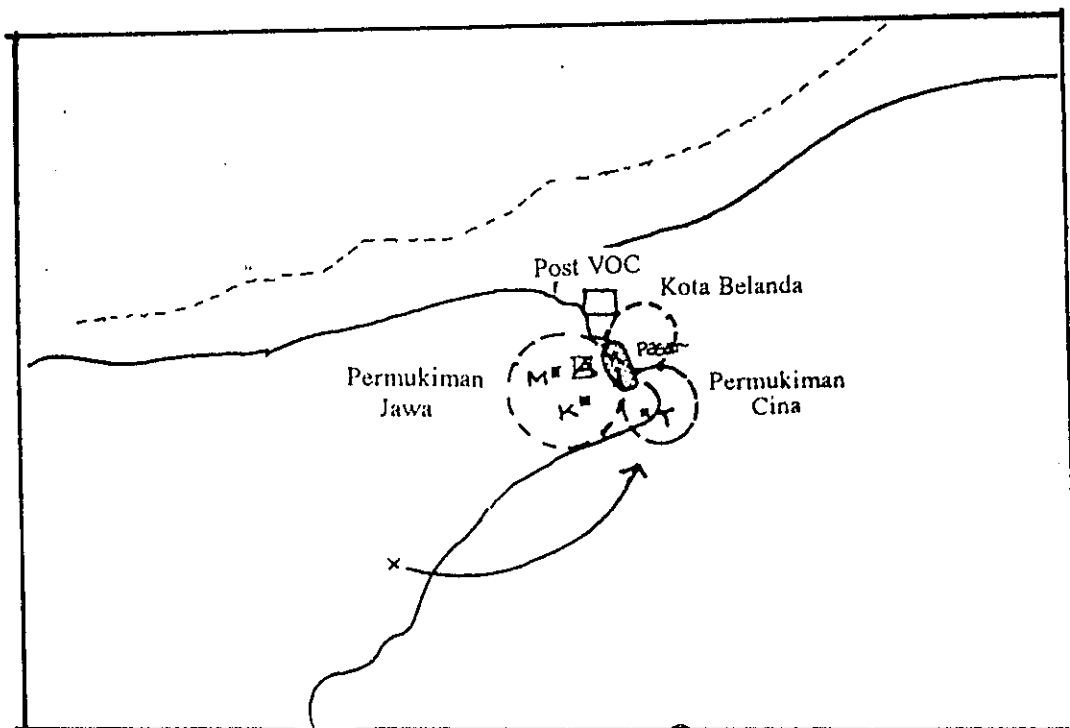 Post VOC
Kota Belanda
Pasar
Permukiman
Jawa
M
K
T
Permukiman
Cina
x